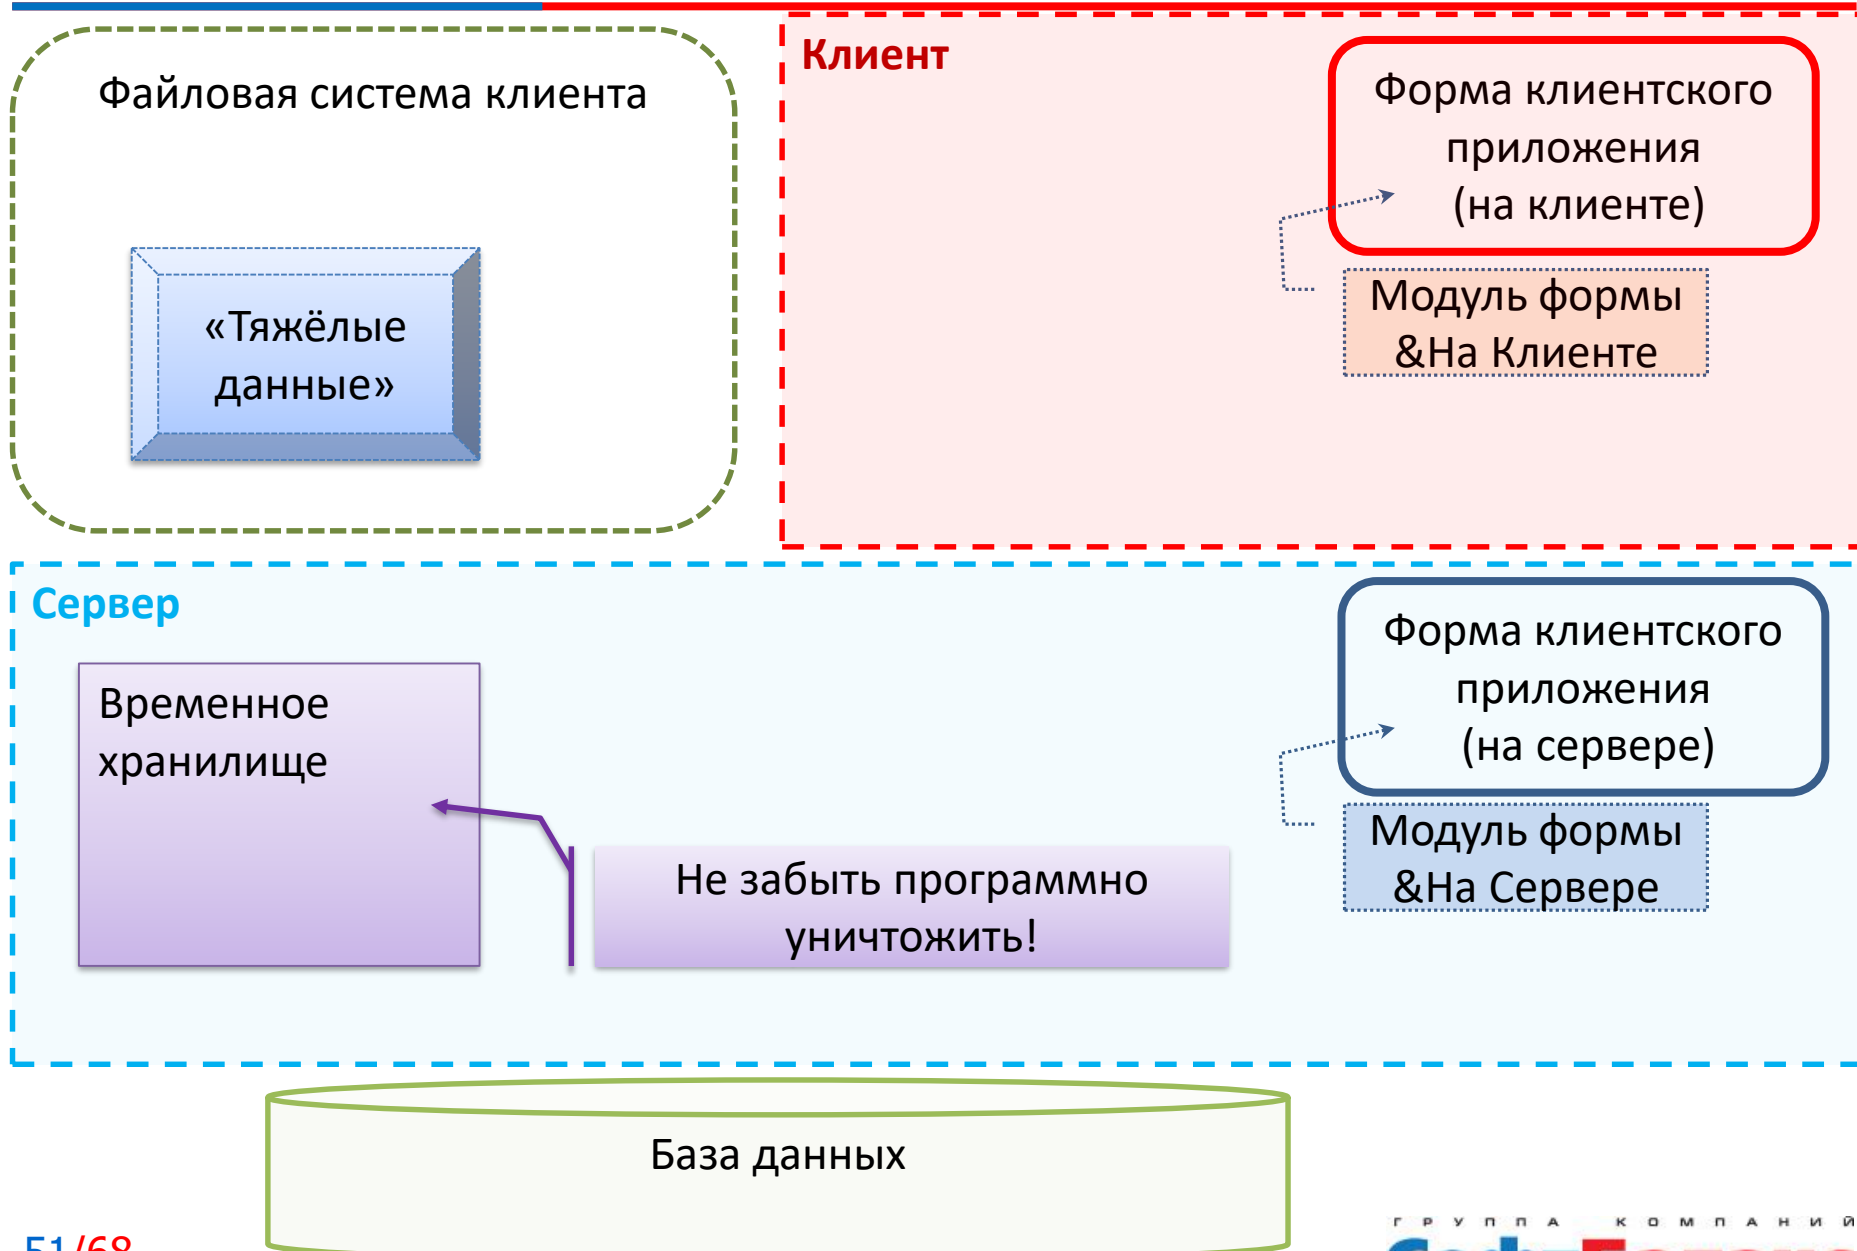 Файловая система клиента
«Тяжёлые
данные»
Клиент
Форма клиентского
приложения
(на клиенте)
Модуль формы
&На Клиенте
Сервер
Временное
хранилище
Не забыть программно
уничтожить!
Форма клиентского
приложения
(на сервере)
Модуль формы
&На Сервере
База данных
51/68
ГРУППА КОМПАНИЙ